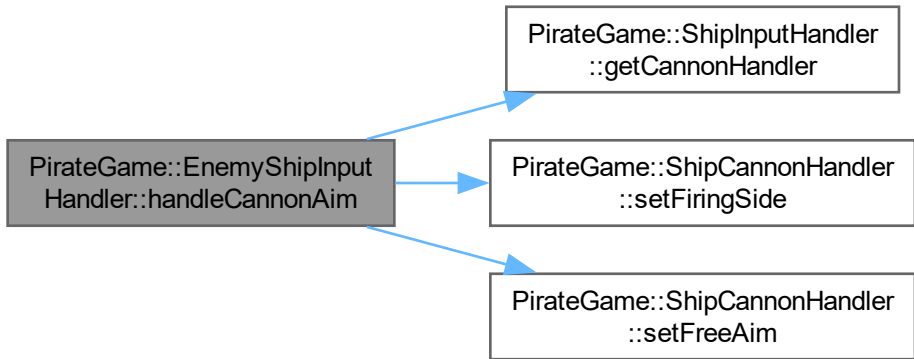 PirateGame::ShipInputHandler
::getCannonHandler
PirateGame::EnemyShipInput
Handler::handleCannonAim
PirateGame::ShipCannonHandler
::setFiringSide
PirateGame::ShipCannonHandler
::setFreeAim